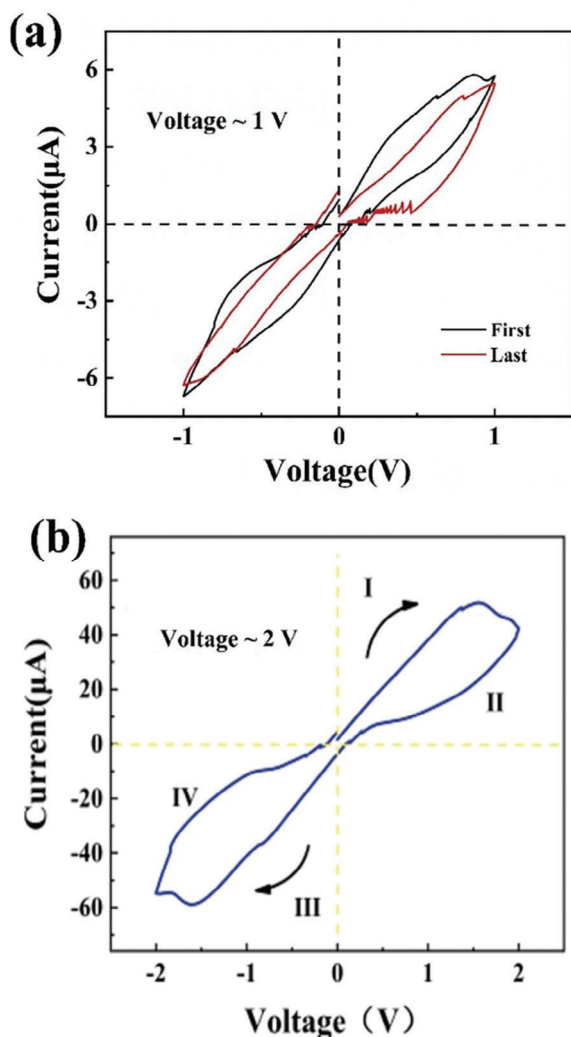 (a)
6
Voltage ~ 1 V
3
0
-3
-6
Current(μA)
First
Last
-1
0
1
Voltage(V)
(b)
I
40
Voltage ~ 2 V
20
II
0
-20
IV
-40
III
-60
Current(μA)
-2
-1
0
1
2
Voltage（V）